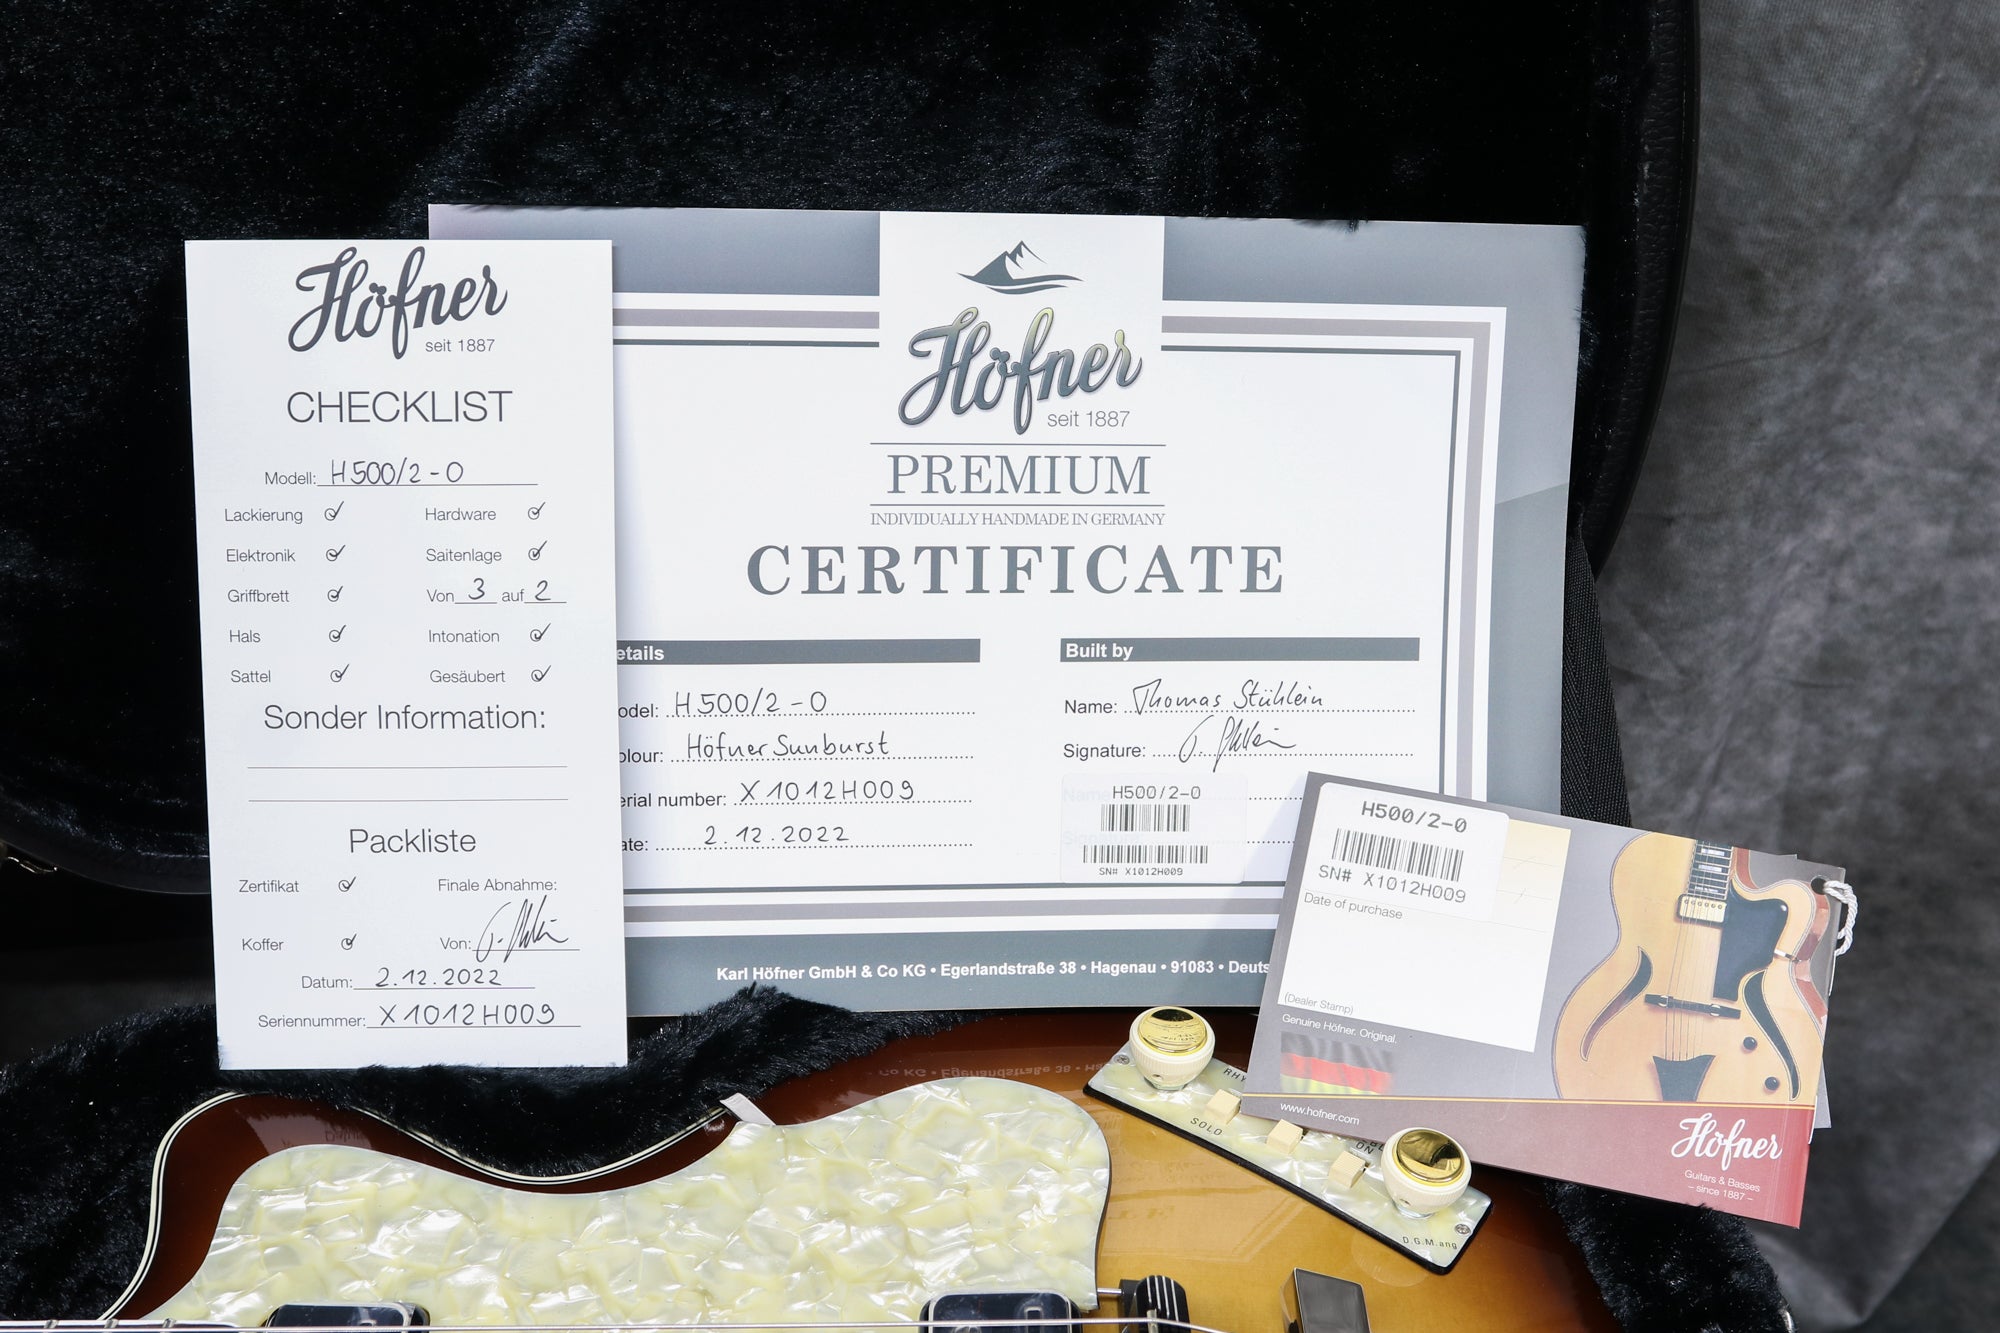 Höfner
seit 1887
CHECKLIST
Modell: H500/2-0
Lackierung
Hardware
Elektronik
Saitenlage
Griffbrett
Von 3 auf 2
Hals
Intonation
Sattel
Gesäubert
Sonder Information:
Packliste
Zertifikat
Finale Abnahme:
Koffer
Von:
Datum: 2.12.2022
Seriennummer: X1012H009
Höfner
seit 1887
PREMIUM
INDIVIDUALLY HANDMADE IN GERMANY
CERTIFICATE
etails
odel: H500/2-0
olour: Höfner Sunburst
erial number: X1012H009
ate: 2.12.2022
Built by
Name: Thomas Stühlein
Signature:
H500/2-0
SN# X1012H009
Karl Höfner GmbH & Co KG • Egerlandstraße 38 • Hagenau • 91083 • Deuts
H500/2-0
SN# X1012H009
Date of purchase
(Dealer Stamp)
Genuine Höfner. Original.
www.hofner.com
Höfner
Guitars & Basses
– since 1887 –
RHY
SOLO
ON
D.G.M.ang